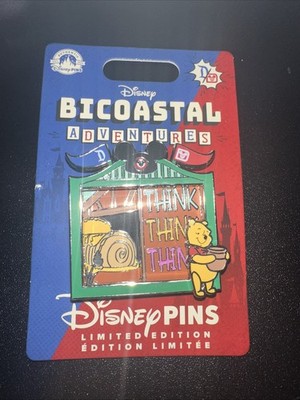 Disney
BICOASTAL
ADVENTURES
D
THINK
THIN
THIN
Disney PINS
LIMITED EDITION
ÉDITION LIMITÉE